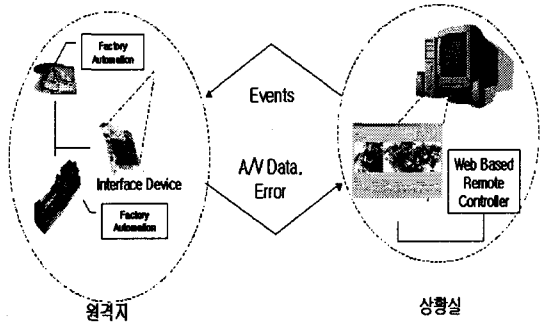 Factory
Automation
Interface Device
Factory
Automation
원격지
Events
A/V Data,
Error
Web Based
Remote
Controller
상황실